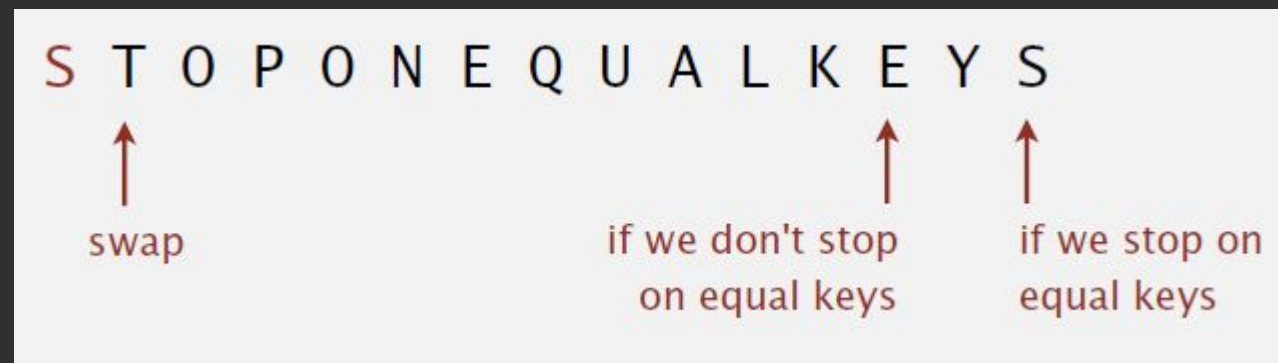 S T O P O N E Q U A L K E Y S
swap
if we don't stop
on equal keys
if we stop on
equal keys